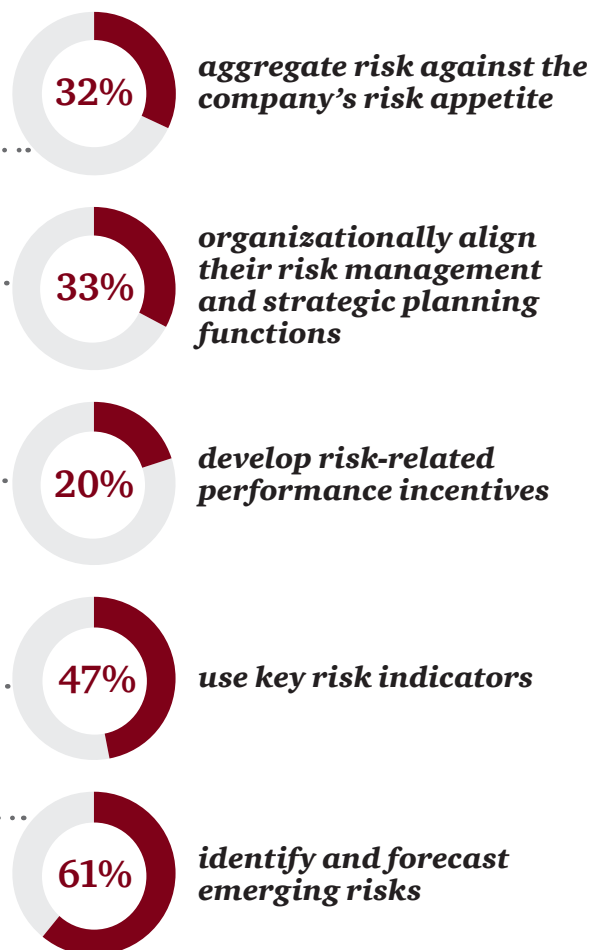 32%
aggregate risk against the
company’s risk appetite
33%
organizationally align
their risk management
and strategic planning
functions
20%
develop risk-related
performance incentives
47%
use key risk indicators
61%
identify and forecast
emerging risks